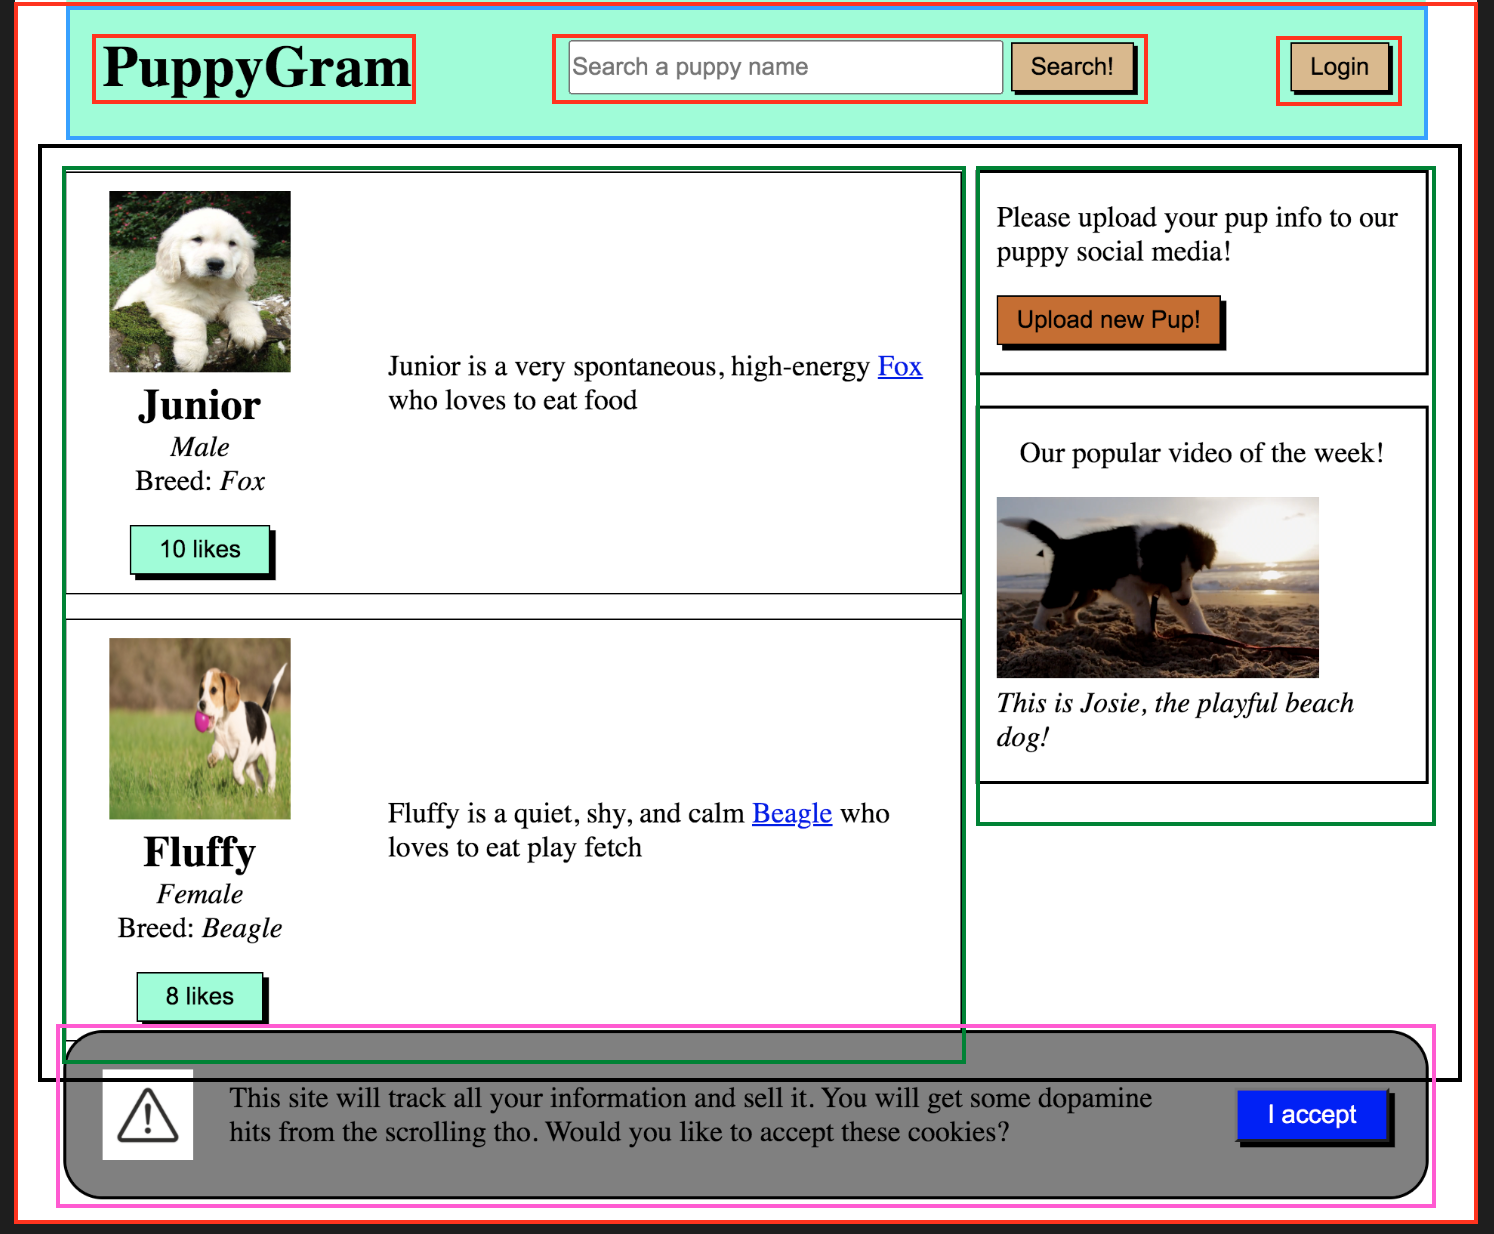 PuppyGram
Search a puppy name
Search!
Login
Junior
Male
Breed: Fox
10 likes
Junior is a very spontaneous, high-energy Fox
who loves to eat food
Fluffy
Female
Breed: Beagle
8 likes
Fluffy is a quiet, shy, and calm Beagle who
loves to eat play fetch
Please upload your pup info to our
puppy social media!
Upload new Pup!
Our popular video of the week!
This is Josie, the playful beach
dog!
This site will track all your information and sell it. You will get some dopamine
hits from the scrolling tho. Would you like to accept these cookies?
I accept